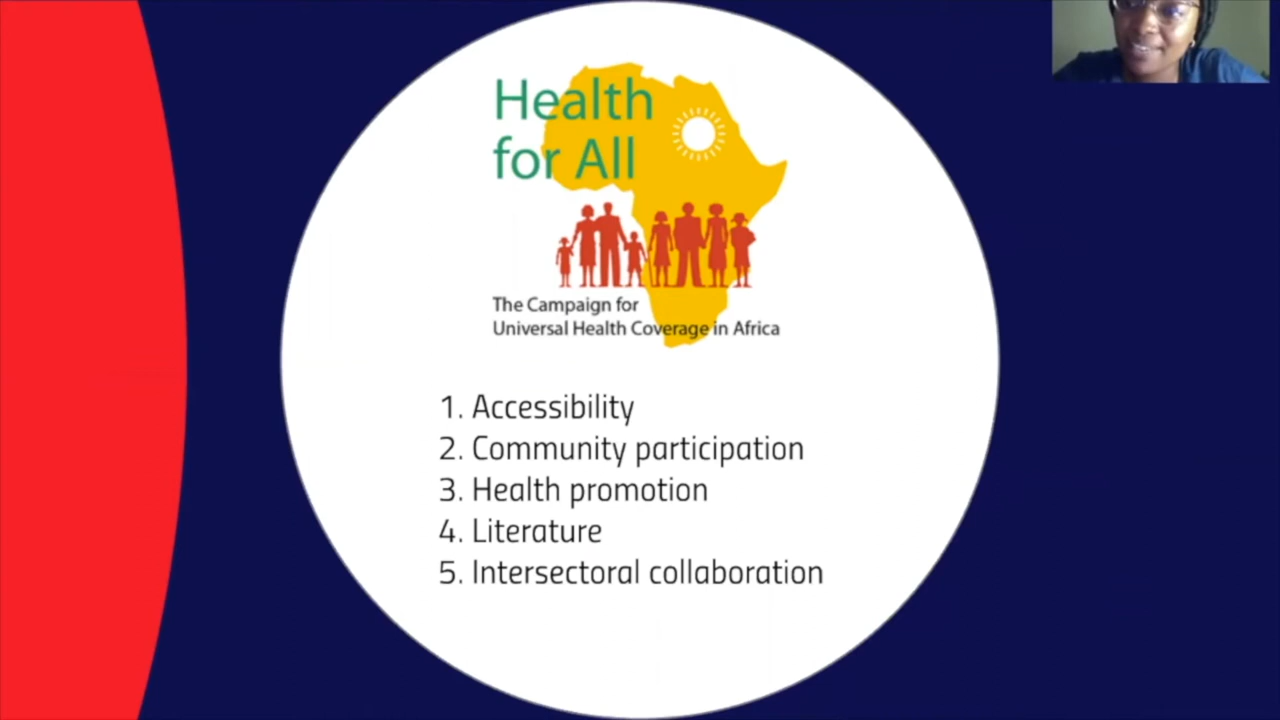 Health
for All
The Campaign for
Universal Health Coverage in Africa
1. Accessibility
2. Community participation
3. Health promotion
4. Literature
5. Intersectoral collaboration